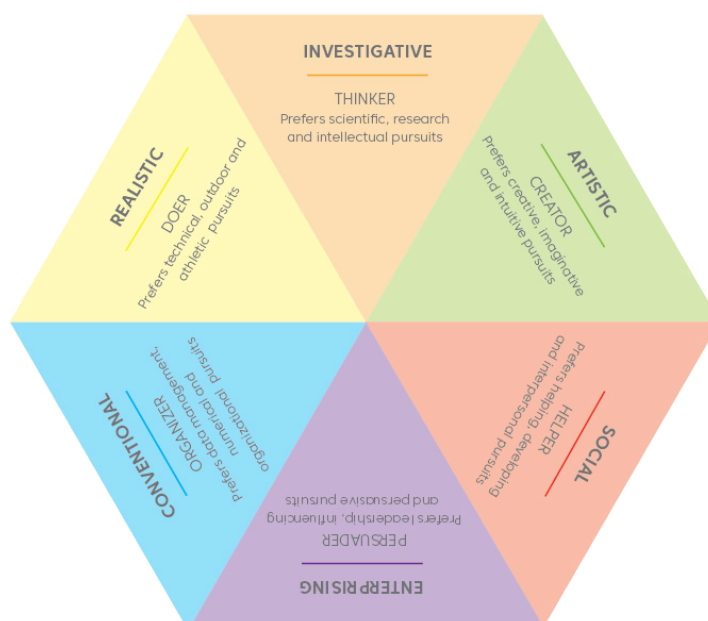 INVESTIGATIVE
THINKER
Prefers scientific, research
and intellectual pursuits
ARTISTIC
CREATOR
Prefers creative, imaginative
and intuitive pursuits
SOCIAL
HELPER
Prefers helping, developing
and interpersonal pursuits
ENTERPRISING
PERSUADER
Prefers leadership, influencing
and persuasive pursuits
CONVENTIONAL
ORGANIZER
Prefers data management,
numerical and
organizational pursuits
REALISTIC
DOER
Prefers technical, outdoor and
athletic pursuits